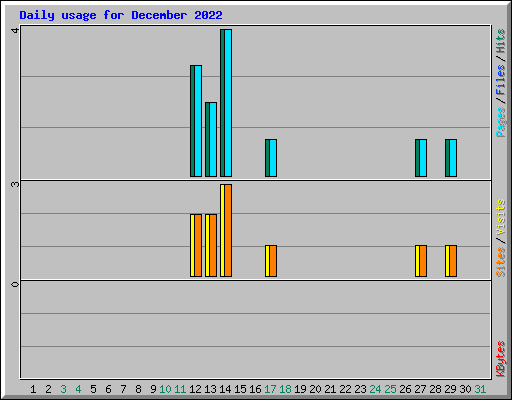 Daily usage for December 2022
4
3
0
Pages / Files / Hits
Sites / Visits
KBytes
1 2 3 4 5 6 7 8 9 10 11 12 13 14 15 16 17 18 19 20 21 22 23 24 25 26 27 28 29 30 31